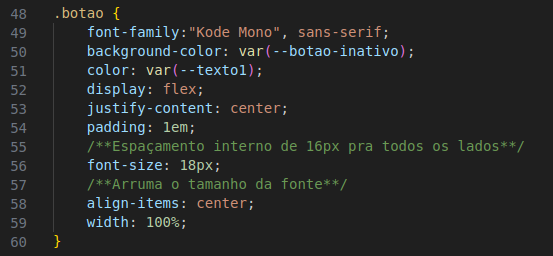 48 .botao {
49     font-family:"Kode Mono", sans-serif;
50     background-color: var(--botao-inativo);
51     color: var(--texto1);
52     display: flex;
53     justify-content: center;
54     padding: 1em;
55     /**Espaçamento interno de 16px pra todos os lados**/
56     font-size: 18px;
57     /**Arruma o tamanho da fonte**/
58     align-items: center;
59     width: 100%;
60 }